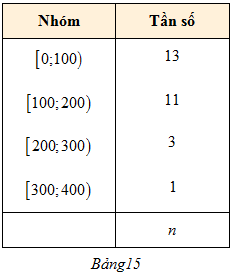 Nhóm Tần số
[0;100) 13
[100;200) 11
[200;300) 3
[300;400) 1
n
Bảng15